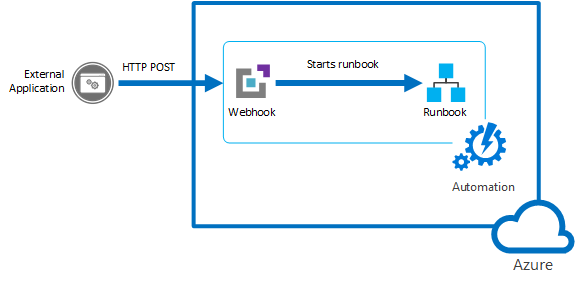 External
Application
HTTP POST
Starts runbook
Webhook
Runbook
Automation
Azure